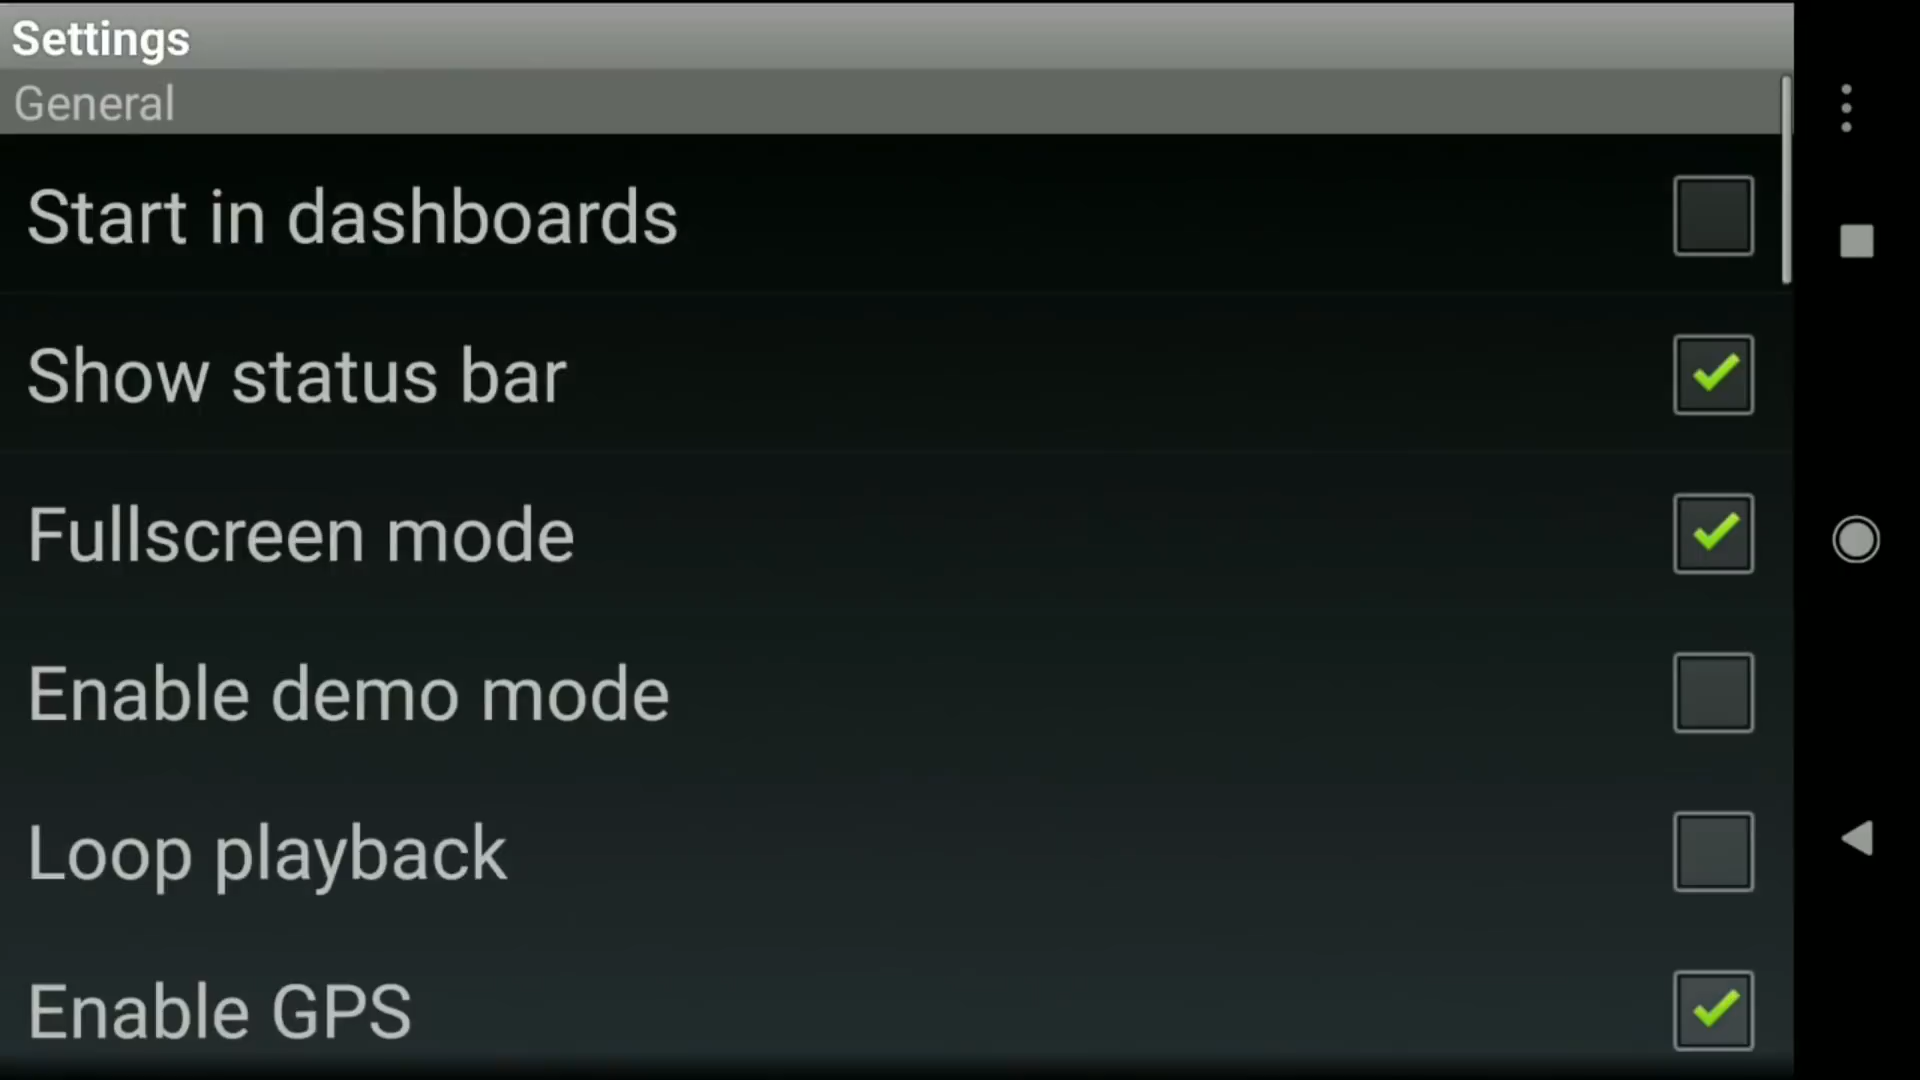 Settings
General
Start in dashboards
Show status bar
Fullscreen mode
Enable demo mode
Loop playback
Enable GPS